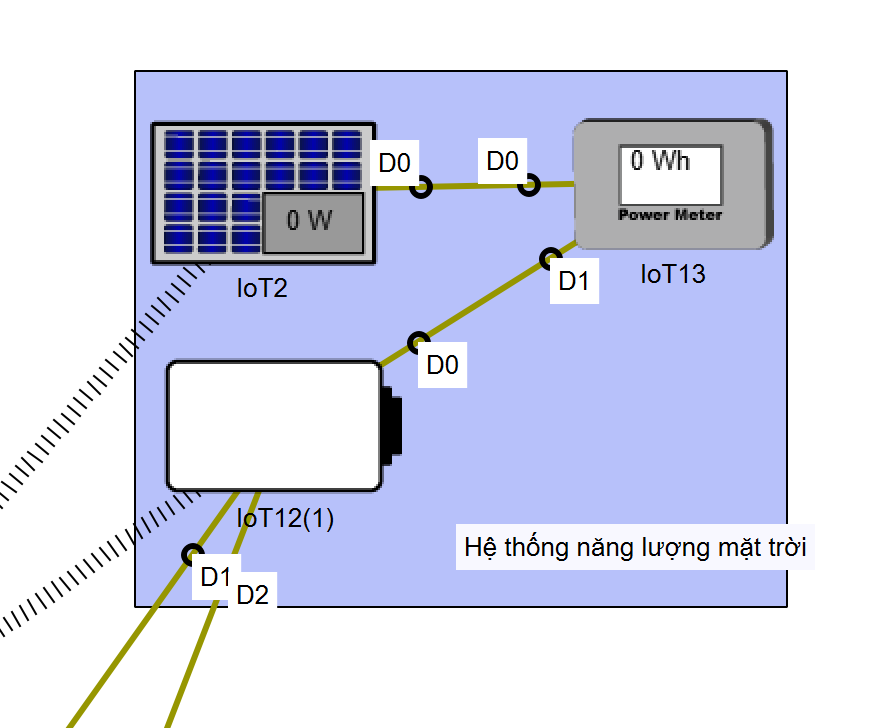 D0
D0
0 Wh
Power Meter
0 W
IoT2
IoT13
D1
D0
IoT12(1)
Hệ thống năng lượng mặt trời
D1
D2